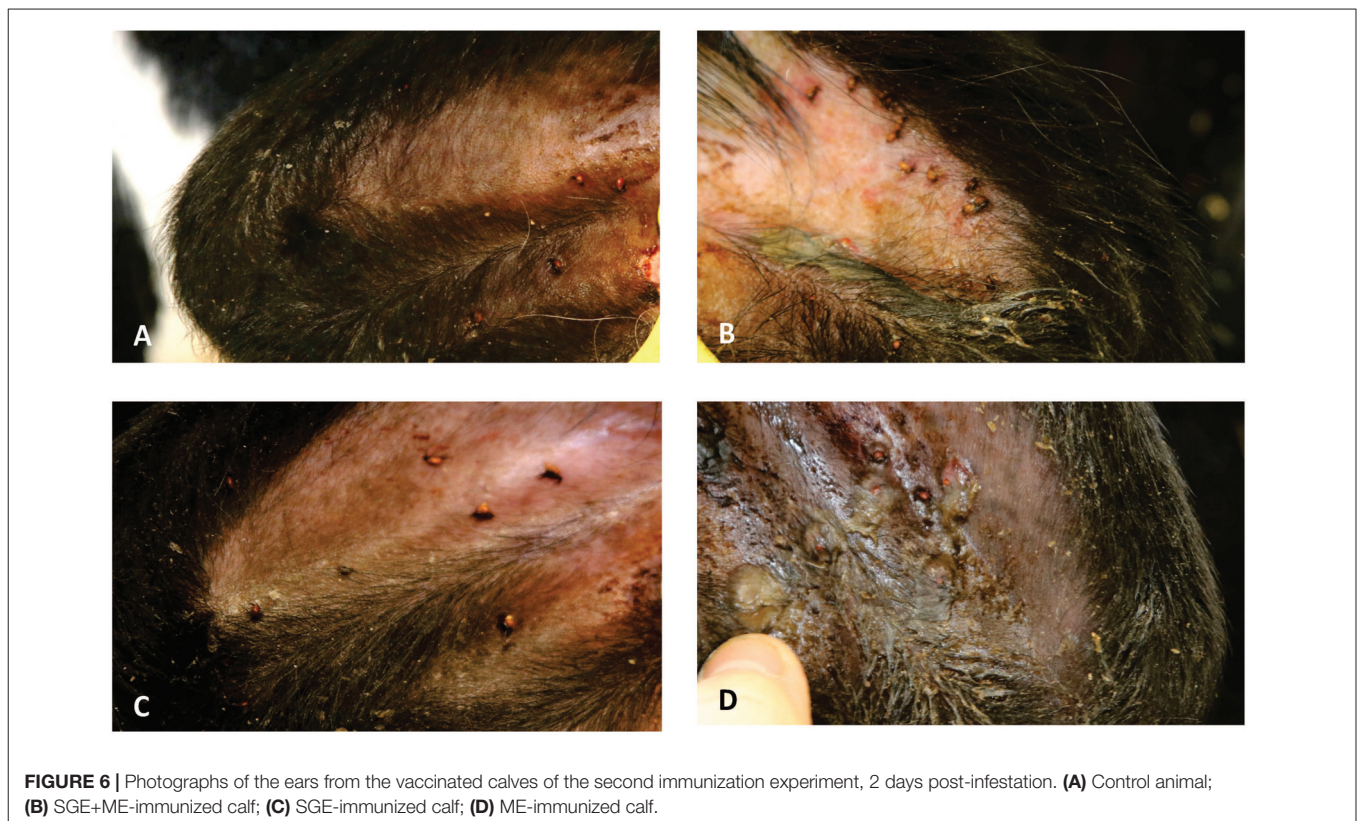 A
B
C
D
FIGURE 6 | Photographs of the ears from the vaccinated calves of the second immunization experiment, 2 days post-infestation. (A) Control animal;
(B) SGE+ME-immunized calf; (C) SGE-immunized calf; (D) ME-immunized calf.